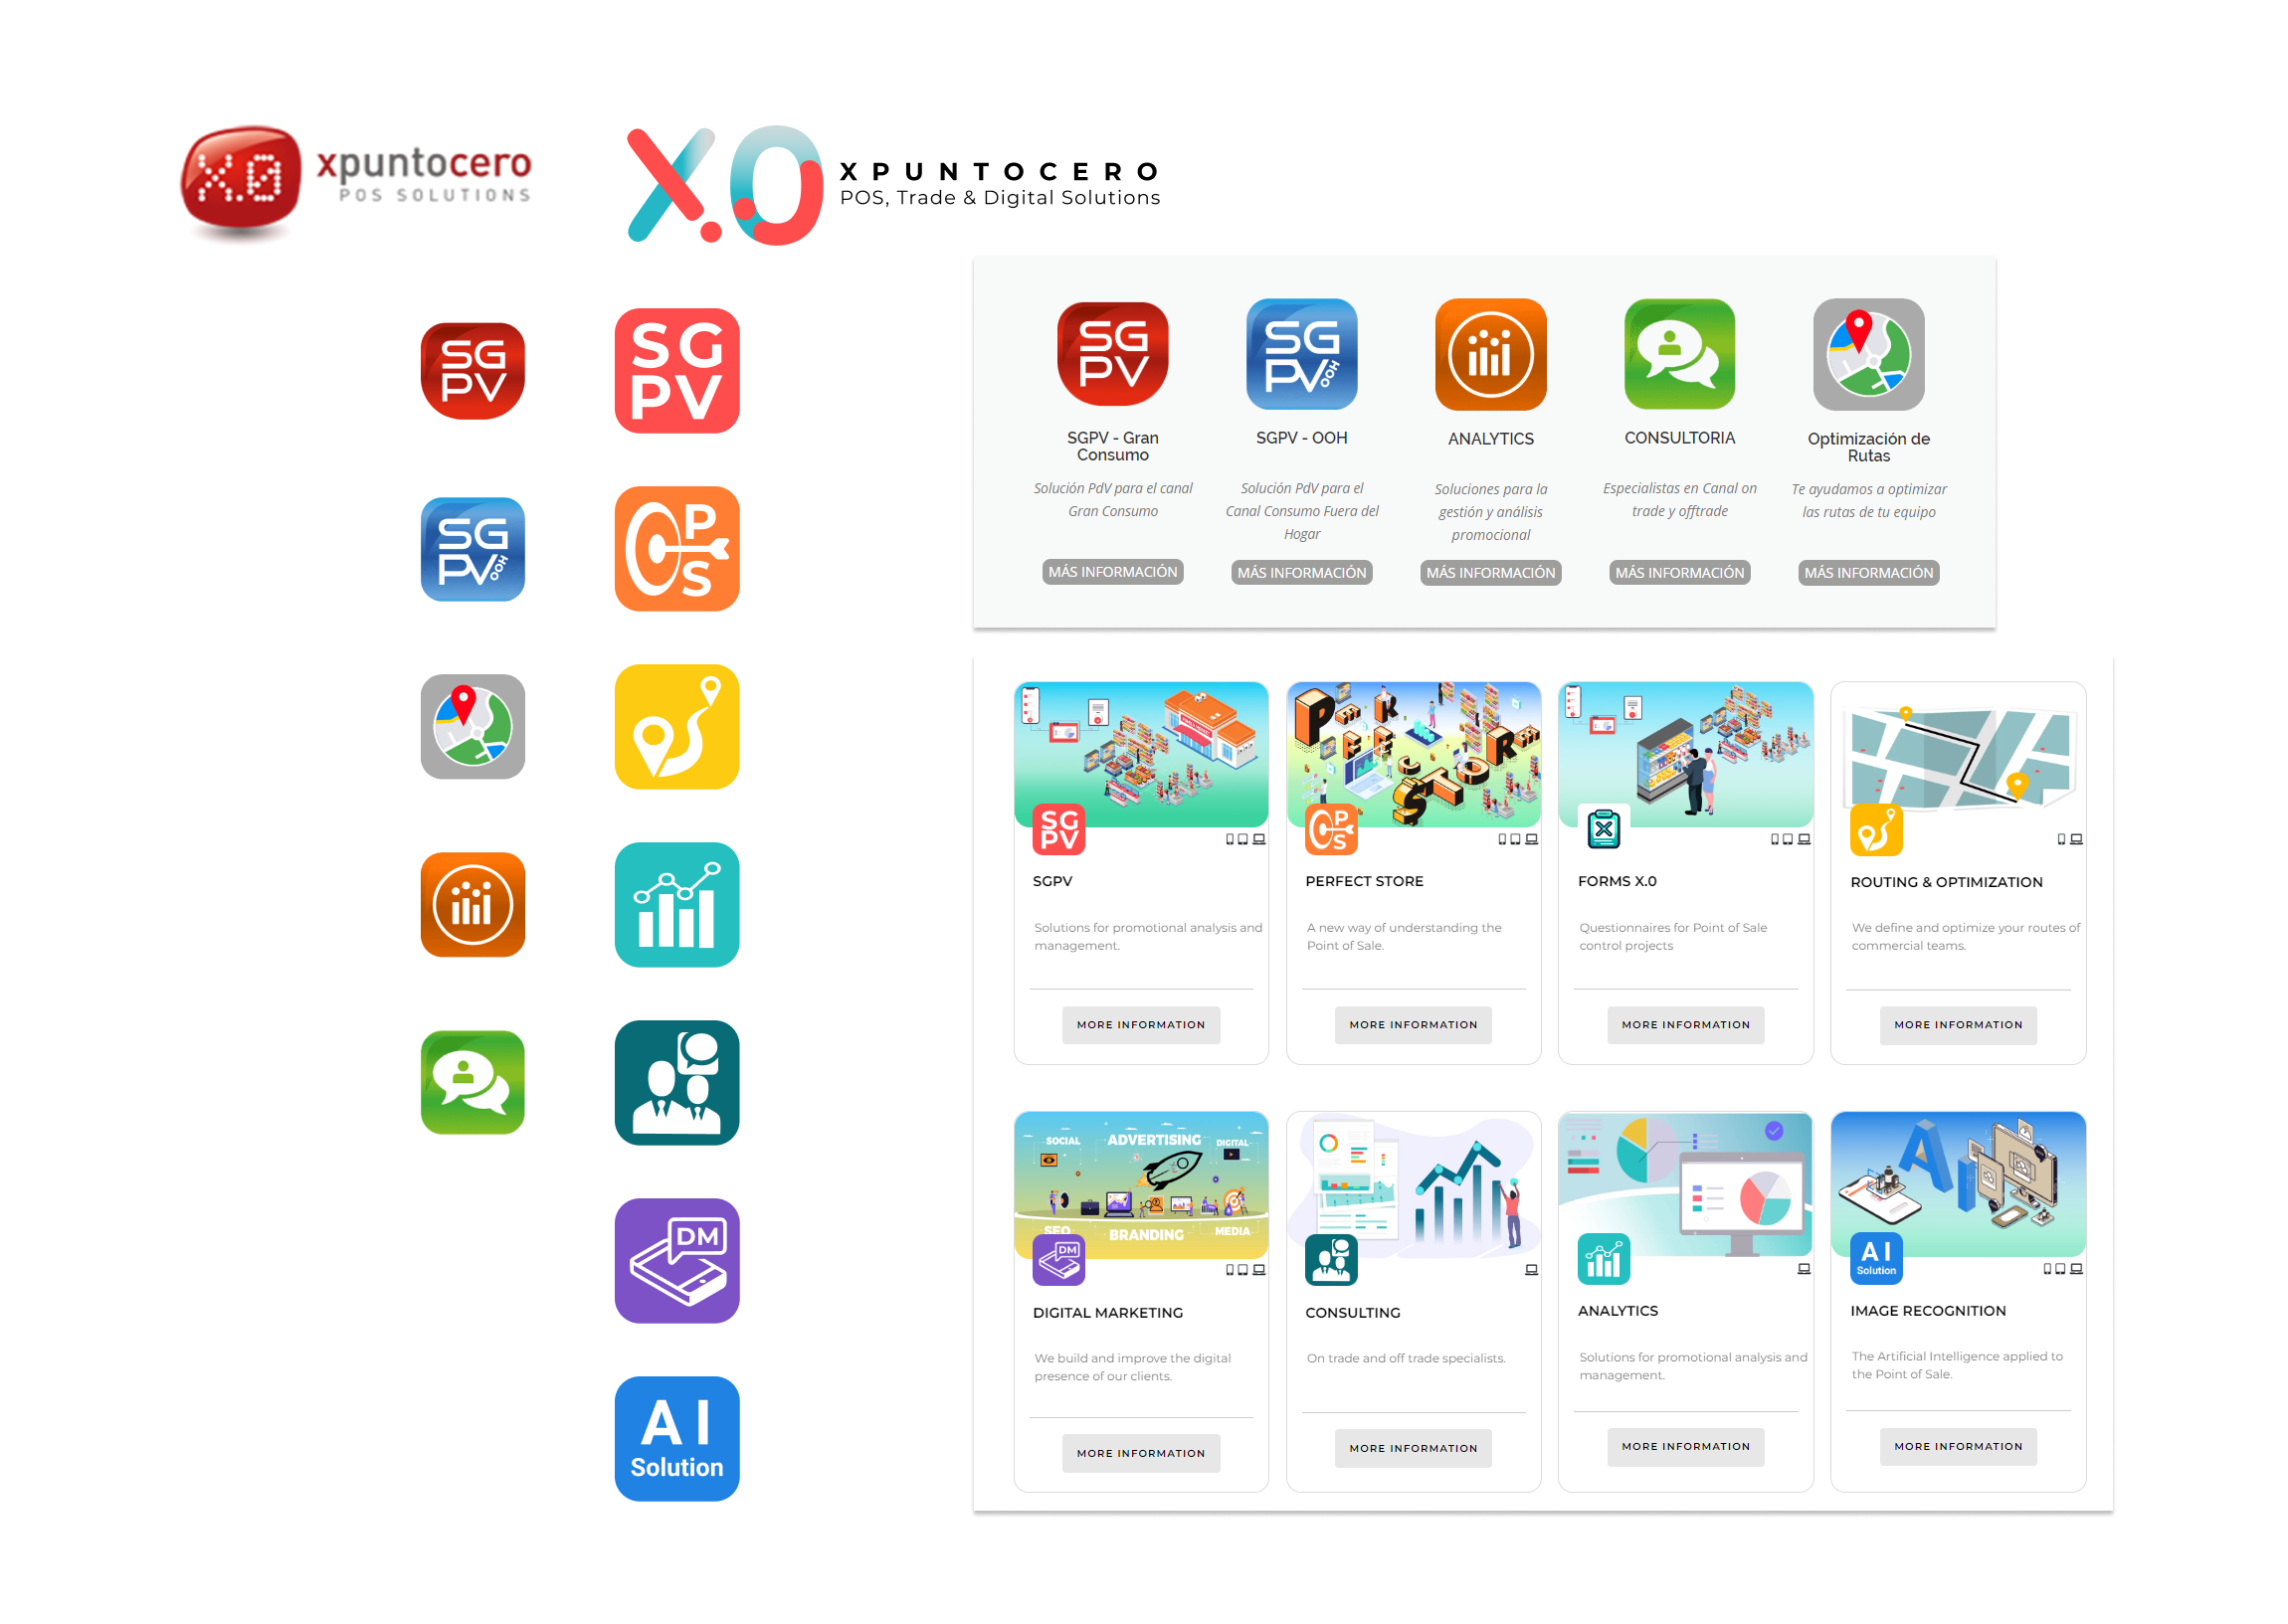 X.0
xpuntocero
POS SOLUTIONS
X.0
XPUNTOCERO
POS, Trade & Digital Solutions
SG
PV
SG
PV
SG
PV
OOH
P
S
DM
AI
Solution
SG
PV
SG
PV
OOH
SGPV - Gran
Consumo
SGPV - OOH
ANALYTICS
CONSULTORIA
Optimización de
Rutas
Solución PdV para el canal
Gran Consumo
Solución PdV para el
Canal Consumo Fuera del
Hogar
Soluciones para la
gestión y análisis
promocional
Especialistas en Canal on
trade y offtrade
Te ayudamos a optimizar
las rutas de tu equipo
MÁS INFORMACIÓN
MÁS INFORMACIÓN
MÁS INFORMACIÓN
MÁS INFORMACIÓN
MÁS INFORMACIÓN
SG
PV
SGPV
Solutions for promotional analysis and
management.
MORE INFORMATION
PERFECT
STORE
P
S
PERFECT STORE
A new way of understanding the
Point of Sale.
MORE INFORMATION
FORMS X.0
Questionnaires for Point of Sale
control projects
MORE INFORMATION
ROUTING & OPTIMIZATION
We define and optimize your routes of
commercial teams.
MORE INFORMATION
SOCIAL
ADVERTISING
DIGITAL
SEO
BRANDING
MEDIA
DM
DIGITAL MARKETING
We build and improve the digital
presence of our clients.
MORE INFORMATION
CONSULTING
On trade and off trade specialists.
MORE INFORMATION
ANALYTICS
Solutions for promotional analysis and
management.
MORE INFORMATION
AI
AI
Solution
IMAGE RECOGNITION
The Artificial Intelligence applied to
the Point of Sale.
MORE INFORMATION